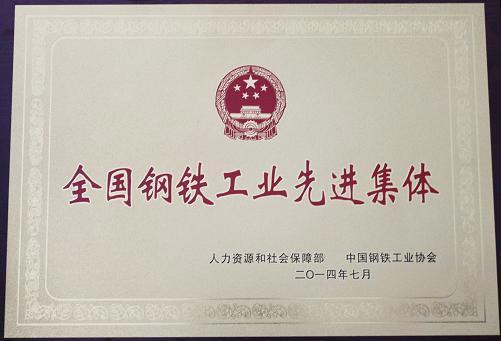 全国钢铁工业先进集体
人力资源和社会保障部 中国钢铁工业协会
二〇一四年七月